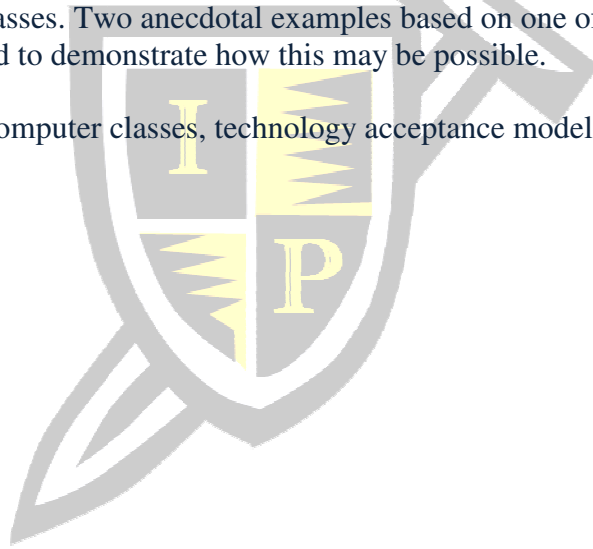 asses. Two anecdotal examples based on one of
d to demonstrate how this may be possible.
omputer classes, technology acceptance model
I
P